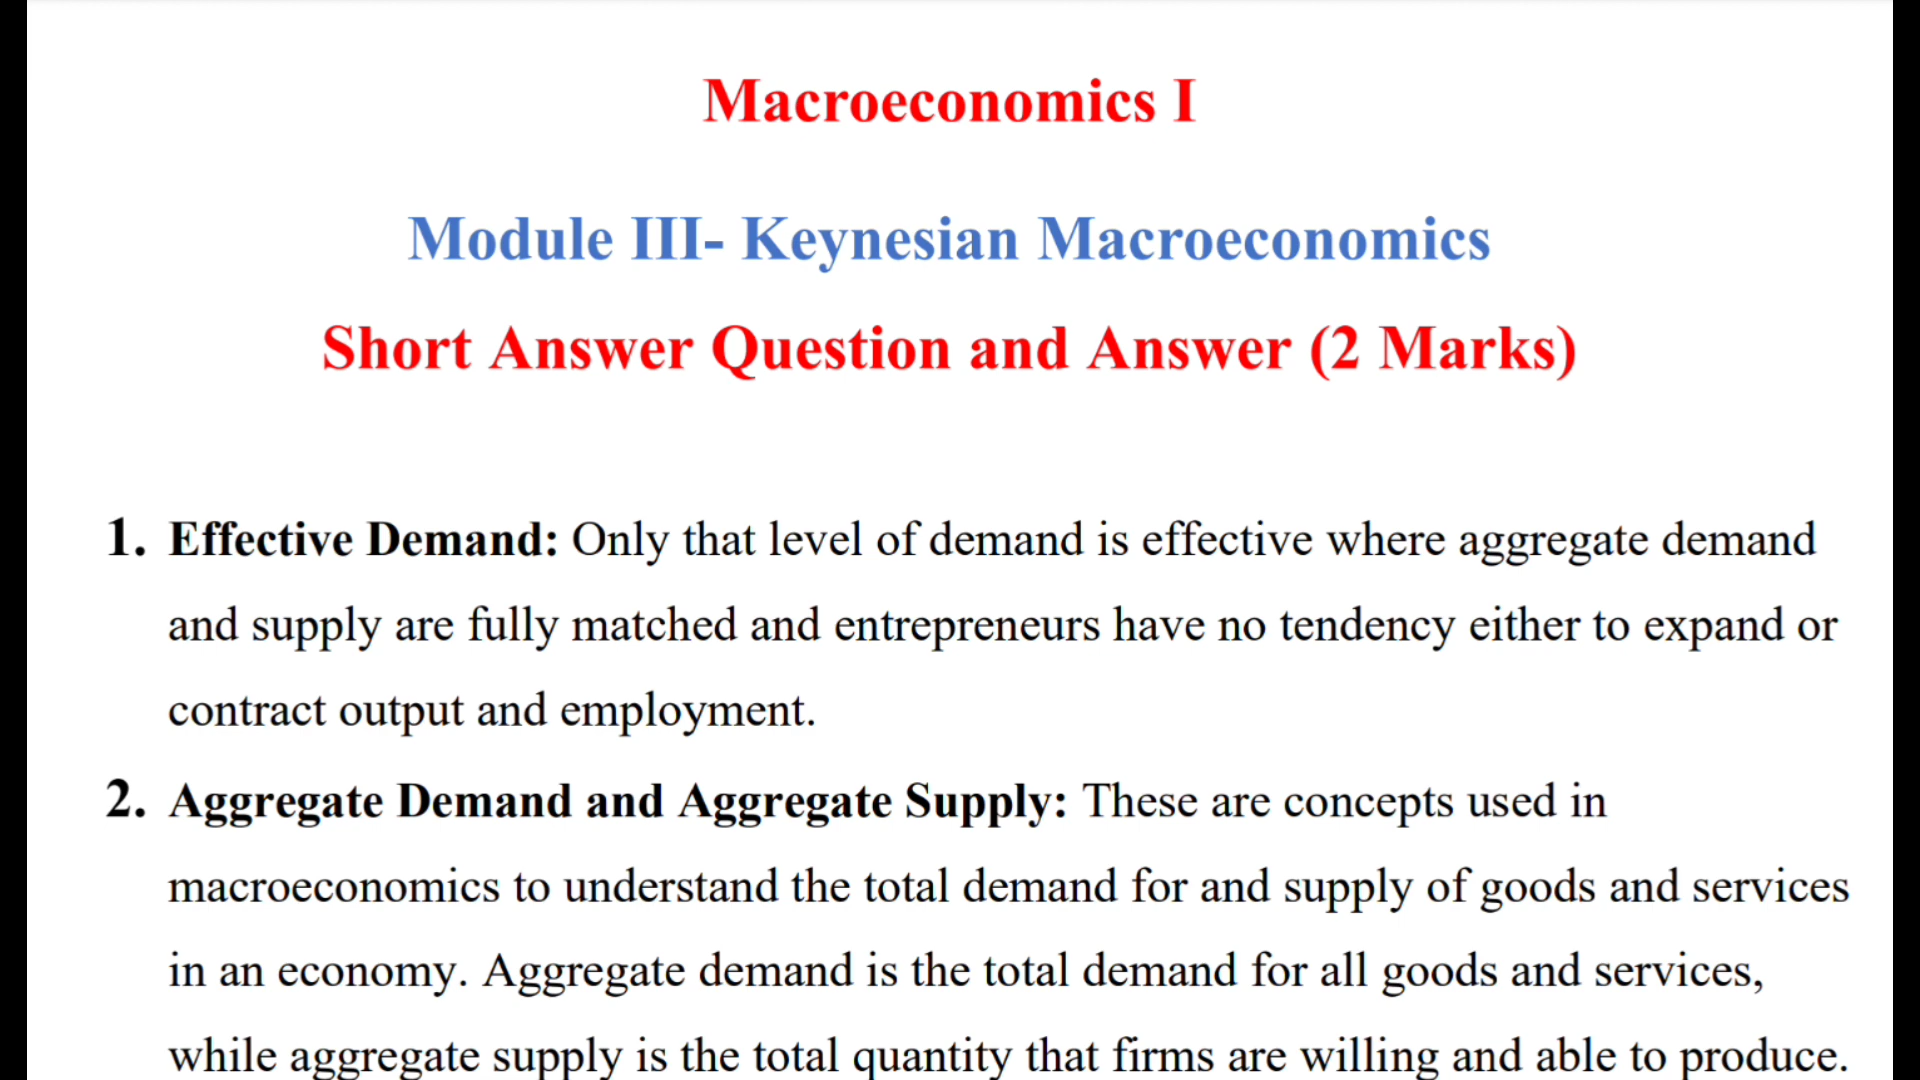 Macroeconomics I
Module III- Keynesian Macroeconomics
Short Answer Question and Answer (2 Marks)
1. Effective Demand: Only that level of demand is effective where aggregate demand
and supply are fully matched and entrepreneurs have no tendency either to expand or
contract output and employment.
2. Aggregate Demand and Aggregate Supply: These are concepts used in
macroeconomics to understand the total demand for and supply of goods and services
in an economy. Aggregate demand is the total demand for all goods and services,
while aggregate supply is the total quantity that firms are willing and able to produce.